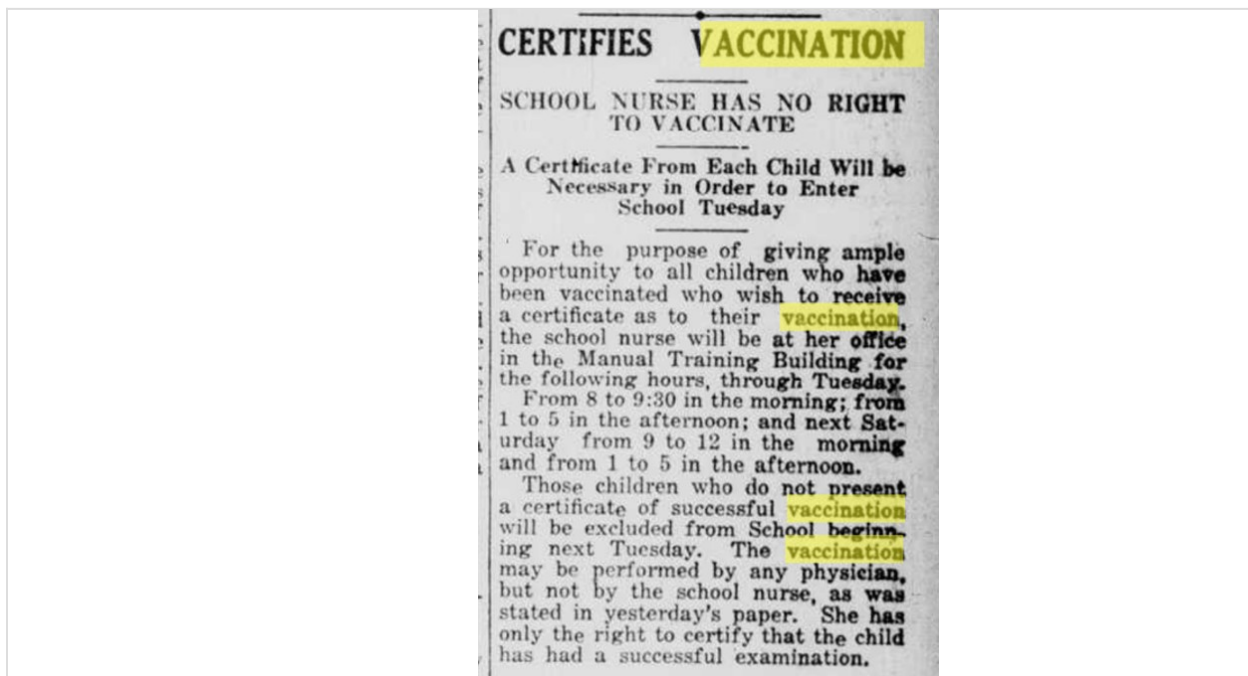 CERTIFIES VACCINATION
SCHOOL NURSE HAS NO RIGHT
TO VACCINATE
A Certificate From Each Child Will be
Necessary in Order to Enter
School Tuesday
For the purpose of giving ample
opportunity to all children who have
been vaccinated who wish to receive
a certificate as to their vaccination,
the school nurse will be at her office
in the Manual Training Building for
the following hours, through Tuesday.
From 8 to 9:30 in the morning; from
1 to 5 in the afternoon; and next Sat-
urday from 9 to 12 in the morning
and from 1 to 5 in the afternoon.
Those children who do not present
a certificate of successful vaccination
will be excluded from School beginn-
ing next Tuesday. The vaccination
may be performed by any physician,
but not by the school nurse, as was
stated in yesterday's paper. She has
only the right to certify that the child
has had a successful examination.